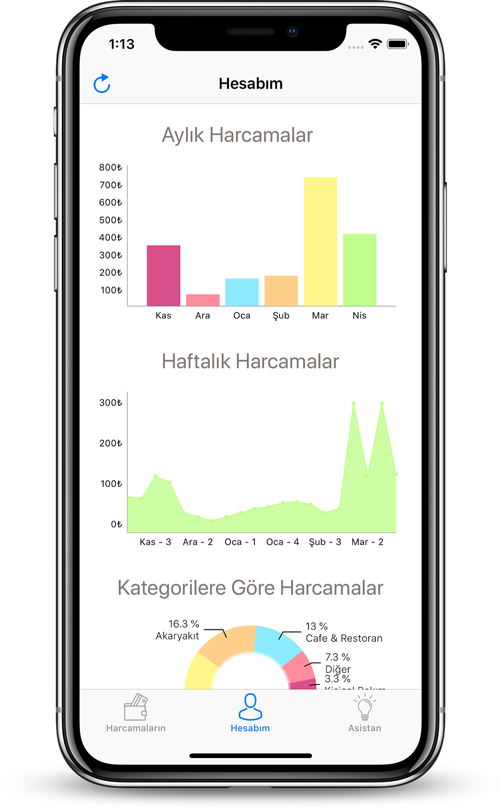 1:13
Hesabım
Aylık Harcamalar
800₺
700₺
600₺
500₺
400₺
300₺
200₺
100₺
Kas Ara Oca Şub Mar Nis
Haftalık Harcamalar
300₺
200₺
100₺
0₺
Kas - 3 Ara - 2 Oca - 1 Oca - 4 Şub - 3 Mar - 2
Kategorilere Göre Harcamalar
16.3 %
Akaryakıt
13 %
Cafe & Restoran
7.3 %
Diğer
3.3 %
Harcamaların Hesabım Asistan